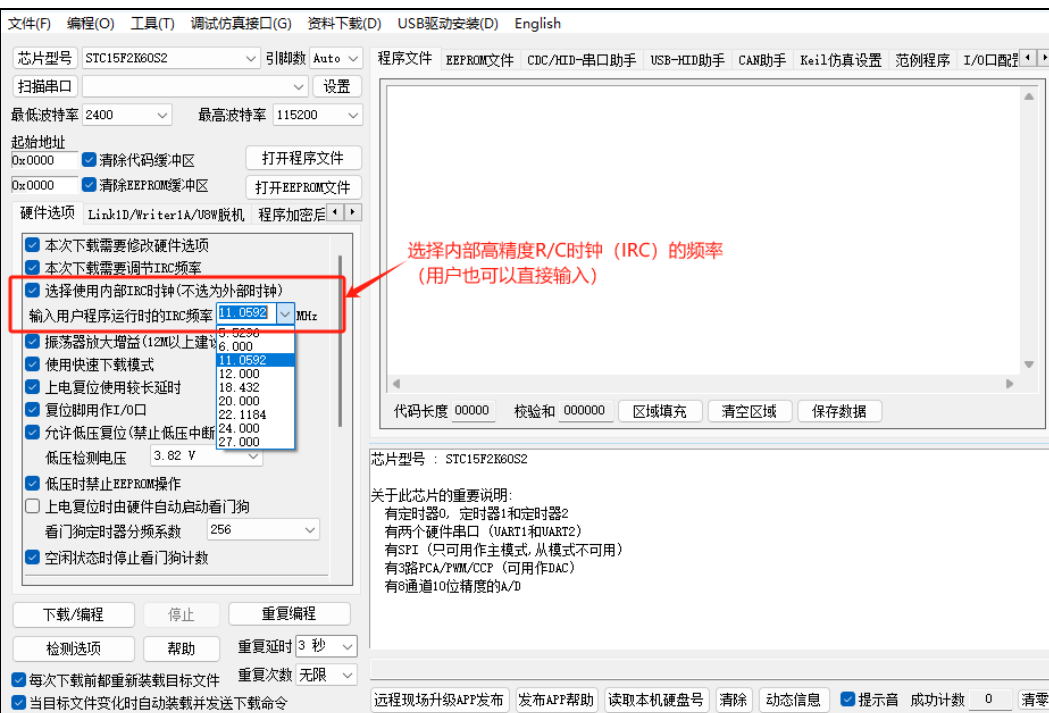 文件(F) 编程(O) 工具(T) 调试仿真接口(G) 资料下载(D) USB驱动安装(D) English
芯片型号 STC15F2K60S2 引脚数 Auto
扫描串口 设置
最低波特率 2400 最高波特率 115200
起始地址
0x0000 清除代码缓冲区 打开程序文件
0x0000 清除EEPROM缓冲区 打开EEPROM文件
硬件选项 Link1D/Writer1A/U8W脱机 程序加密后
本次下载需要修改硬件选项
本次下载需要调节IRC频率
选择使用内部IRC时钟(不选为外部时钟)
输入用户程序运行时的IRC频率 11.0592 MHz
振荡器放大增益(12M以上建议
使用快速下载模式
上电复位使用较长延时
复位脚用作I/O口
允许低压复位(禁止低压中断
5.5296
6.000
11.0592
12.000
18.432
20.000
22.1184
24.000
27.000
低压检测电压 3.82 V
低压时禁止EEPROM操作
上电复位时由硬件自动启动看门狗
看门狗定时器分频系数 256
空闲状态时停止看门狗计数
下载/编程 停止 重复编程
检测选项 帮助 重复延时 3 秒
每次下载前都重新装载目标文件 重复次数 无限
当目标文件变化时自动装载并发送下载命令
程序文件 EEPROM文件 CDC/HID-串口助手 USB-HID助手 CAN助手 Keil仿真设置 范例程序 I/O口配置
选择内部高精度R/C时钟（IRC）的频率
（用户也可以直接输入）
代码长度 00000 校验和 000000 区域填充 清空区域 保存数据
芯片型号 : STC15F2K60S2
关于此芯片的重要说明:
有定时器0, 定时器1和定时器2
有两个硬件串口 (UART1和UART2)
有SPI (只可用作主模式,从模式不可用)
有3路PCA/PWM/CCP (可用作DAC)
有8通道10位精度的A/D
远程现场升级APP发布 发布APP帮助 读取本机硬盘号 清除 动态信息 提示音 成功计数 0 清零